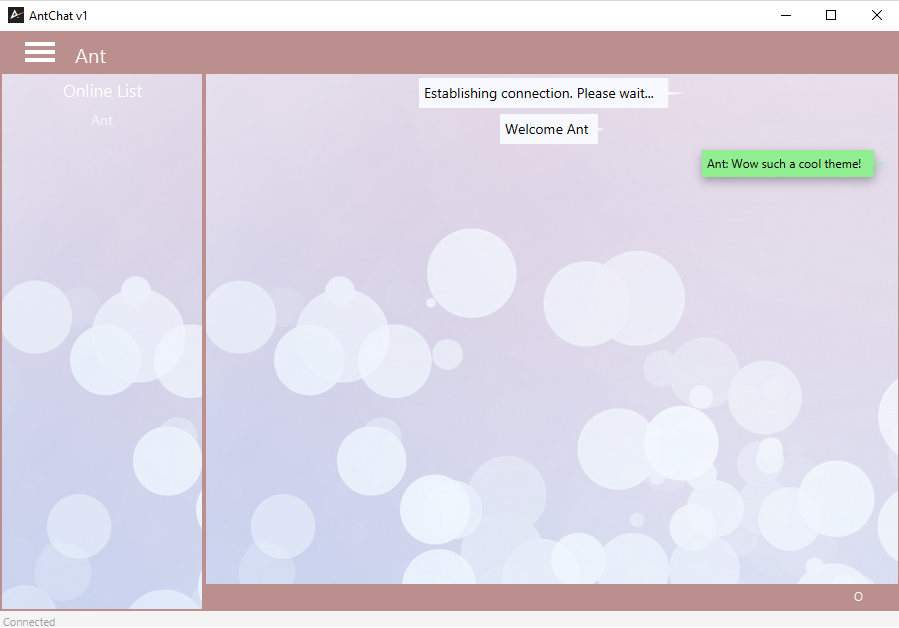 AntChat v1
Ant
Online List
Ant
Establishing connection. Please wait...
Welcome Ant
Ant: Wow such a cool theme!
O
Connected